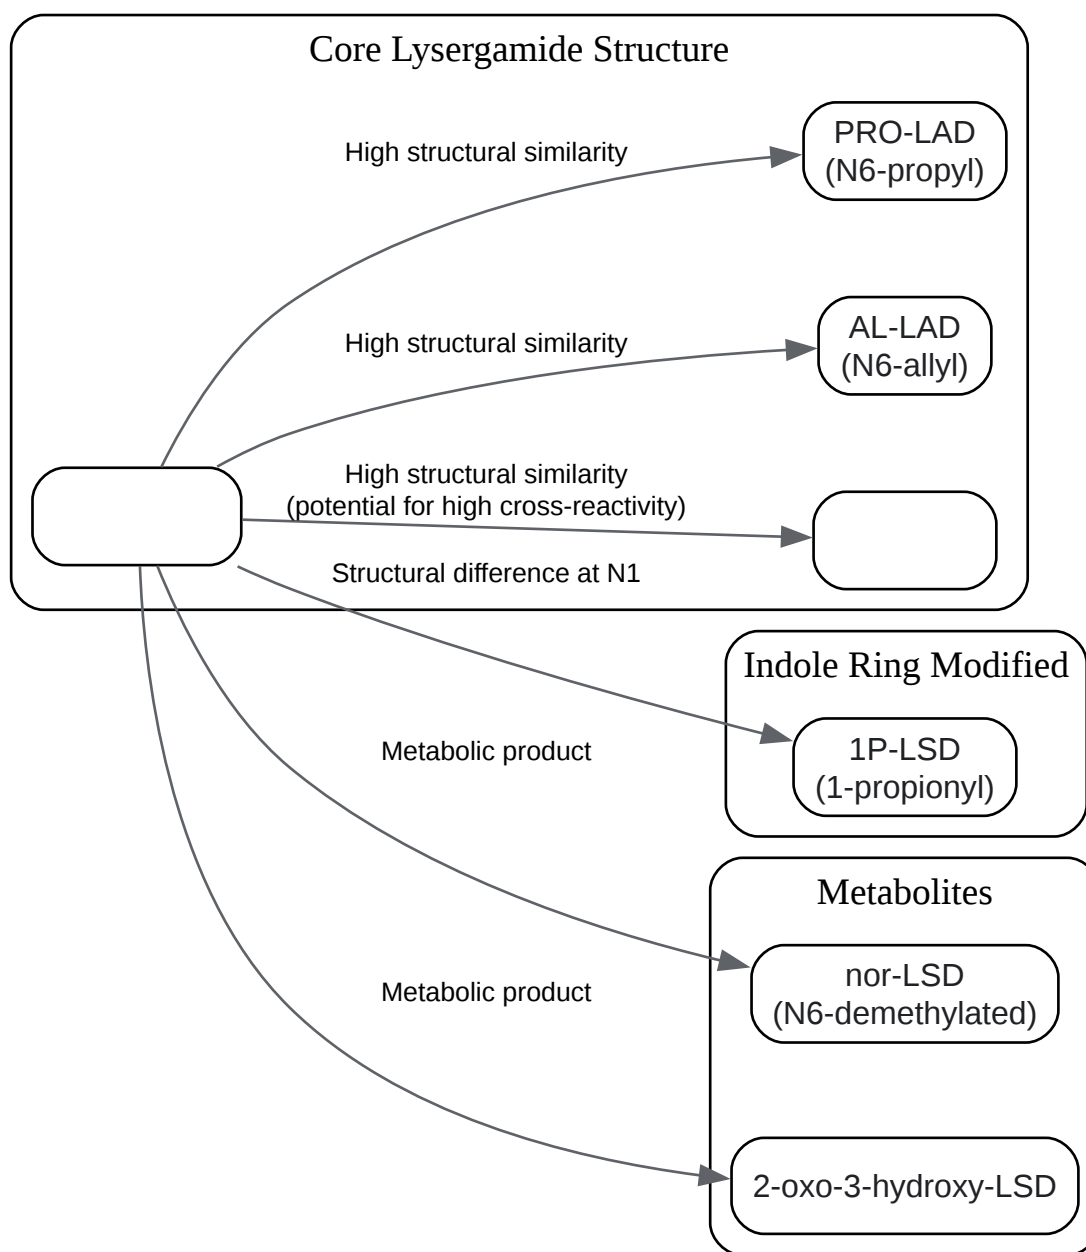 Core Lysergamide Structure
High structural similarity
PRO-LAD
(N6-propyl)
High structural similarity
AL-LAD
(N6-allyl)
High structural similarity
(potential for high cross-reactivity)
Structural difference at N1
Indole Ring Modified
1P-LSD
(1-propionyl)
Metabolic product
Metabolites
nor-LSD
(N6-demethylated)
Metabolic product
2-oxo-3-hydroxy-LSD